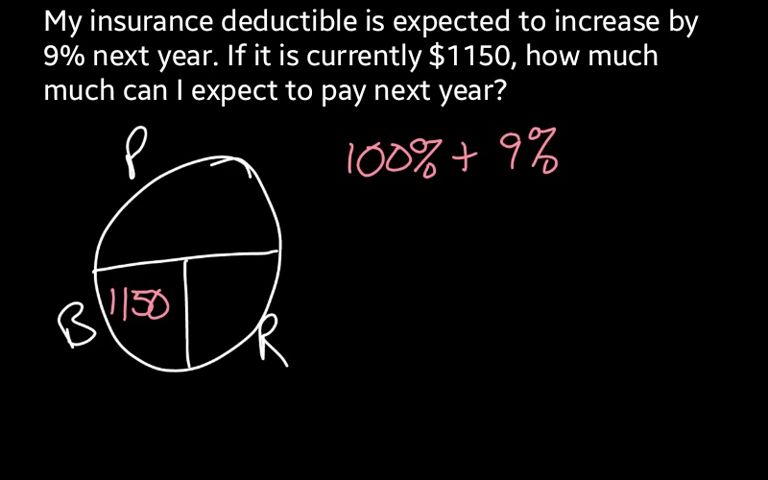 My insurance deductible is expected to increase by
9% next year. If it is currently $1150, how much
much can I expect to pay next year?
P
100% + 9%
1150
B
R